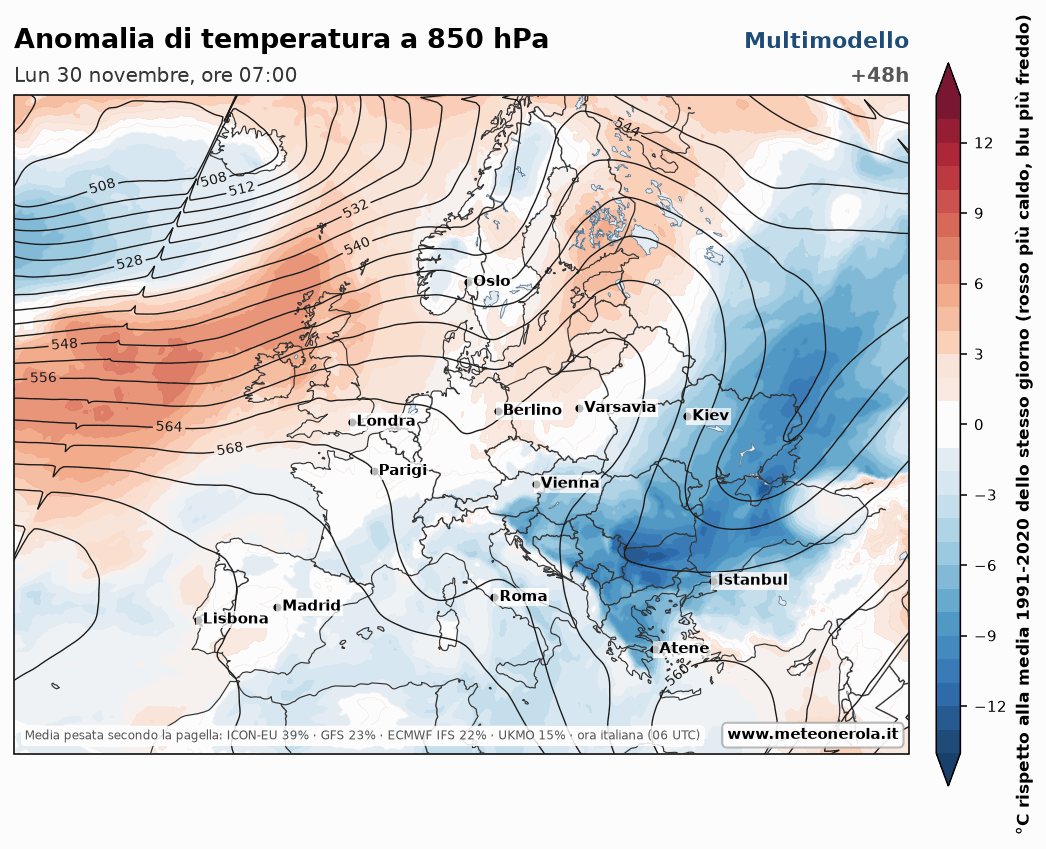 Anomalia di temperatura a 850 hPa
Multimodello
Lun 30 novembre, ore 07:00
+48h
544
508
508
512
532
540
528
548
556
564
568
560
Oslo
Berlino
Varsavia
Kiev
Londra
Parigi
Vienna
Istanbul
Roma
Madrid
Lisbona
Atene
Media pesata secondo la pagella: ICON-EU 39% · GFS 23% · ECMWF IFS 22% · UKMO 15% · ora italiana (06 UTC)
www.meteonerola.it
12
9
6
3
0
−3
−6
−9
−12
°C rispetto alla media 1991-2020 dello stesso giorno (rosso più caldo, blu più freddo)